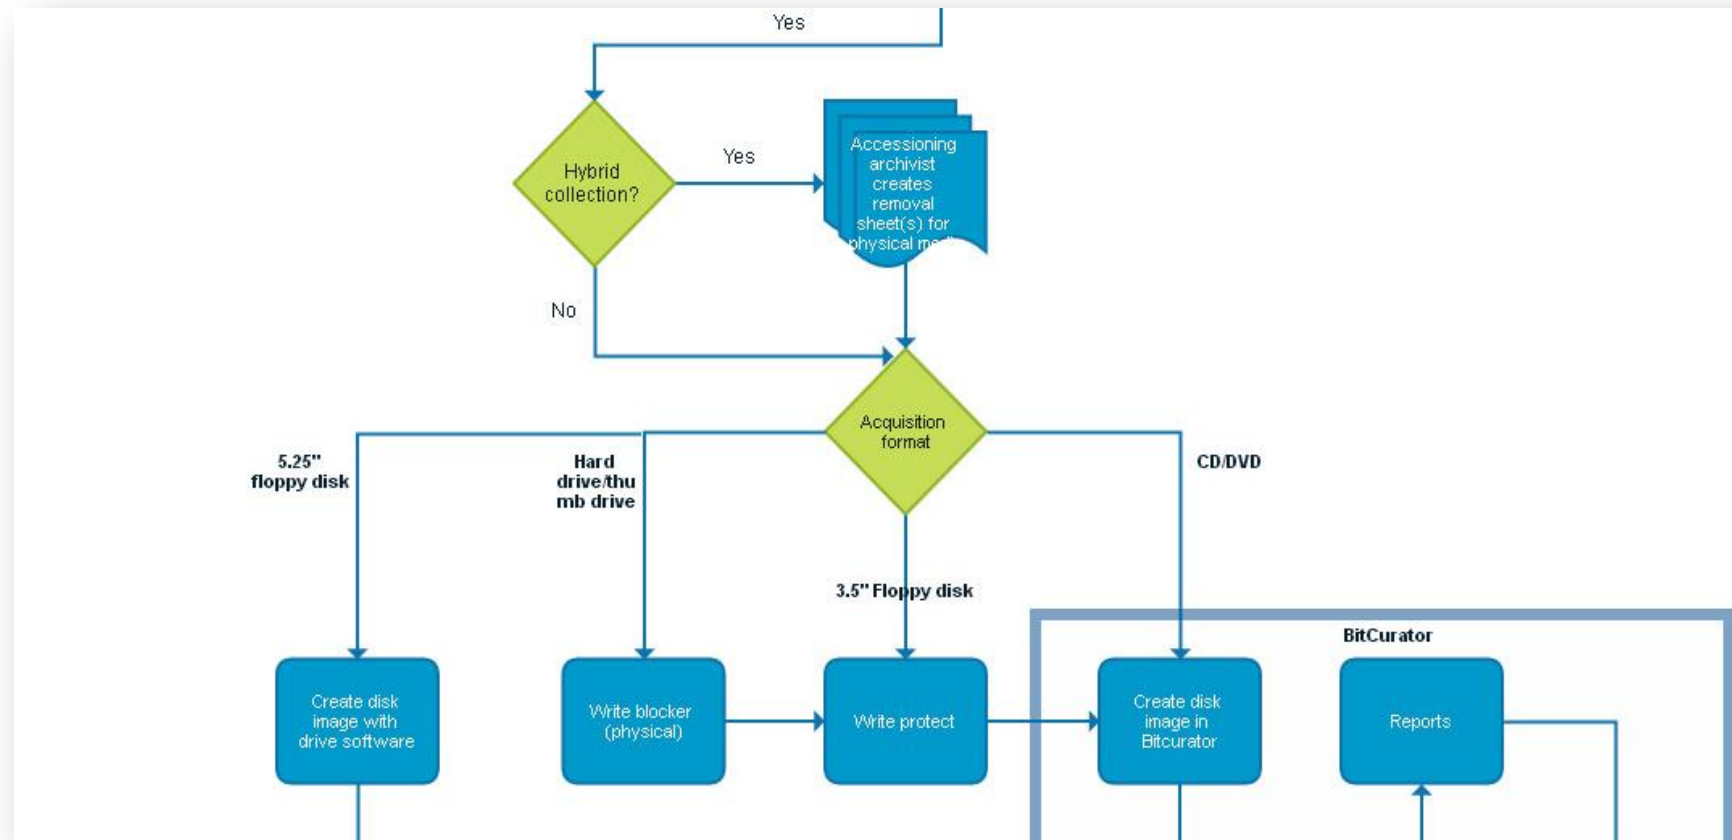 Yes
Hybrid
collection?
Yes
Accessioning
archivist
creates
removal
sheet(s) for
physical
No
Acquisition
format
5.25"
floppy disk
Hard
drive/thu
mb drive
CD/DVD
3.5" Floppy disk
BitCurator
Create disk
image with
drive software
Write blocker
(physical)
Write protect
Create disk
image in
Bitcurator
Reports